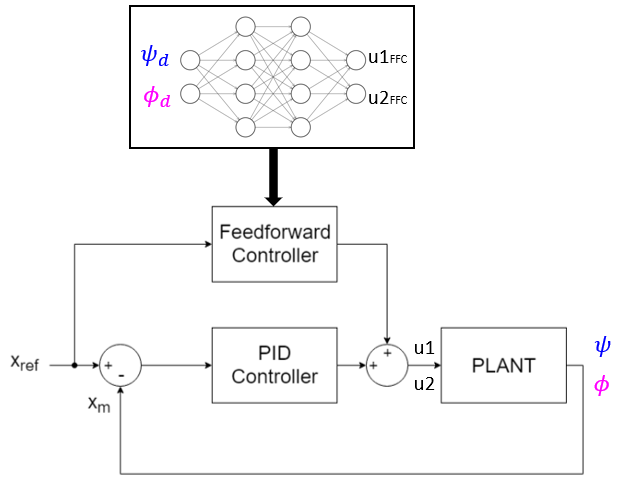 ψd
u1FFC
ϕd
u2FFC
Feedforward
Controller
xref
+
-
xm
PID
Controller
+
+
u1
u2
PLANT
ψ
ϕ